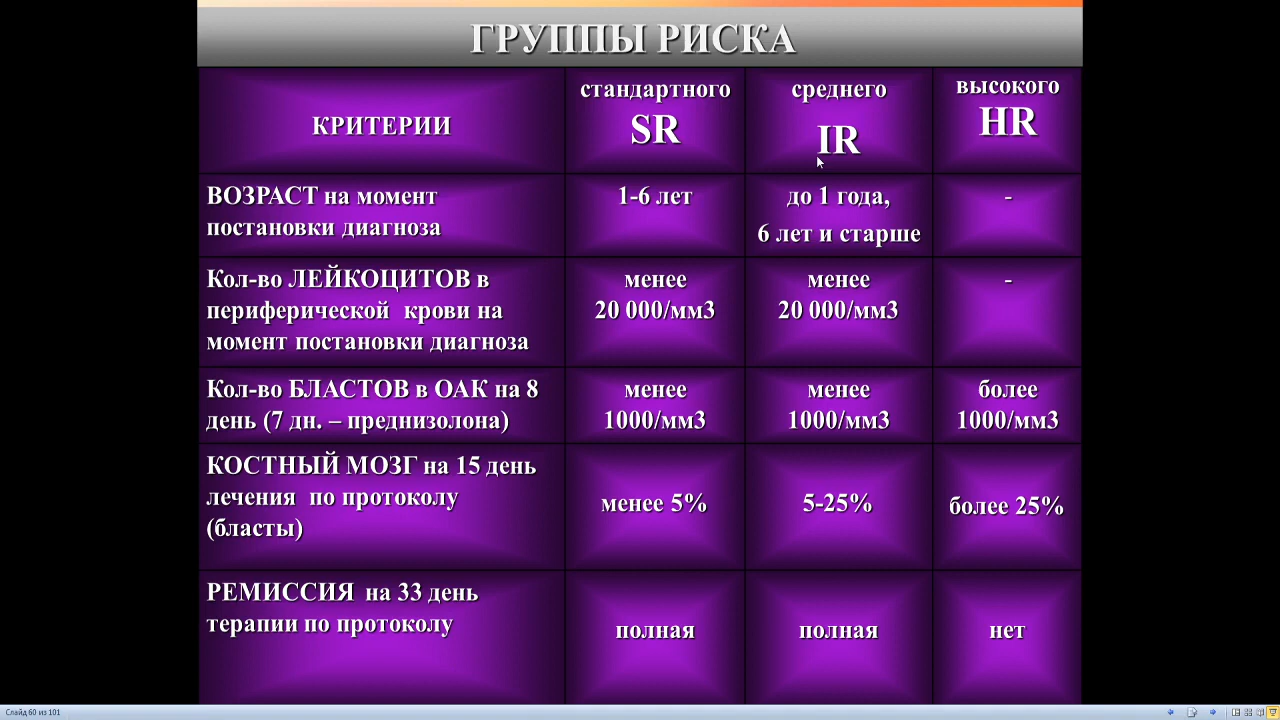 ГРУППЫ РИСКА
КРИТЕРИИ
стандартного
SR
среднего
IR
высокого
HR
ВОЗРАСТ на момент
постановки диагноза
1-6 лет
до 1 года,
6 лет и старше
-
Кол-во ЛЕЙКОЦИТОВ в
периферической крови на
момент постановки диагноза
менее
20 000/мм3
менее
20 000/мм3
-
Кол-во БЛАСТОВ в ОАК на 8
день (7 дн. – преднизолона)
менее
1000/мм3
менее
1000/мм3
более
1000/мм3
КОСТНЫЙ МОЗГ на 15 день
лечения по протоколу
(бласты)
менее 5%
5-25%
более 25%
РЕМИССИЯ на 33 день
терапии по протоколу
полная
полная
нет
Слайд 60 из 101